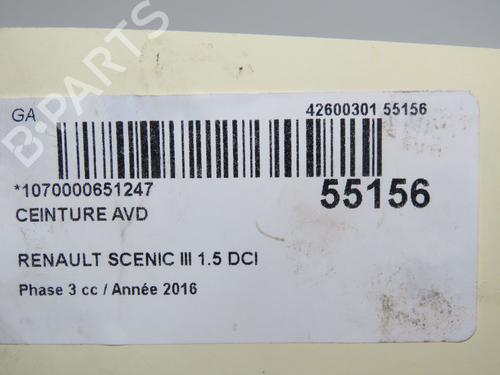 B-PARTS
GA
42600301 55156
*1070000651247
55156
CEINTURE AVD
RENAULT SCENIC III 1.5 DCI
Phase 3 cc / Année 2016